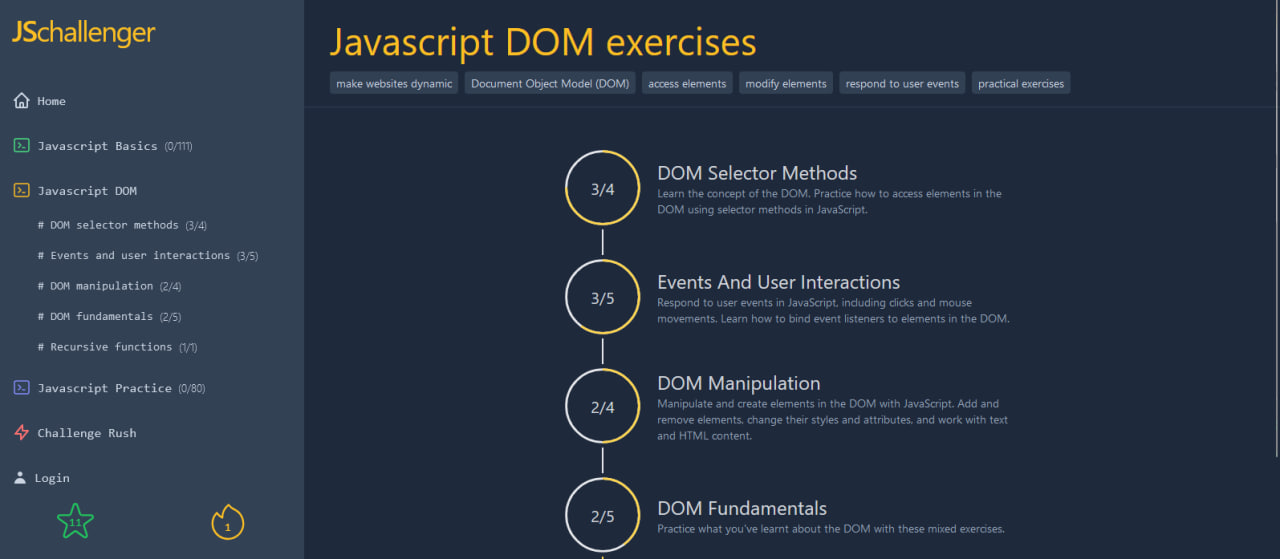 JSchallenger
Home
Javascript Basics (0/111)
Javascript DOM
# DOM selector methods (3/4)
# Events and user interactions (3/5)
# DOM manipulation (2/4)
# DOM fundamentals (2/5)
# Recursive functions (1/1)
Javascript Practice (0/80)
Challenge Rush
Login
11
1
Javascript DOM exercises
make websites dynamic Document Object Model (DOM) access elements modify elements respond to user events practical exercises
3/4
DOM Selector Methods
Learn the concept of the DOM. Practice how to access elements in the
DOM using selector methods in JavaScript.
3/5
Events And User Interactions
Respond to user events in JavaScript, including clicks and mouse
movements. Learn how to bind event listeners to elements in the DOM.
2/4
DOM Manipulation
Manipulate and create elements in the DOM with JavaScript. Add and
remove elements, change their styles and attributes, and work with text
and HTML content.
2/5
DOM Fundamentals
Practice what you've learnt about the DOM with these mixed exercises.